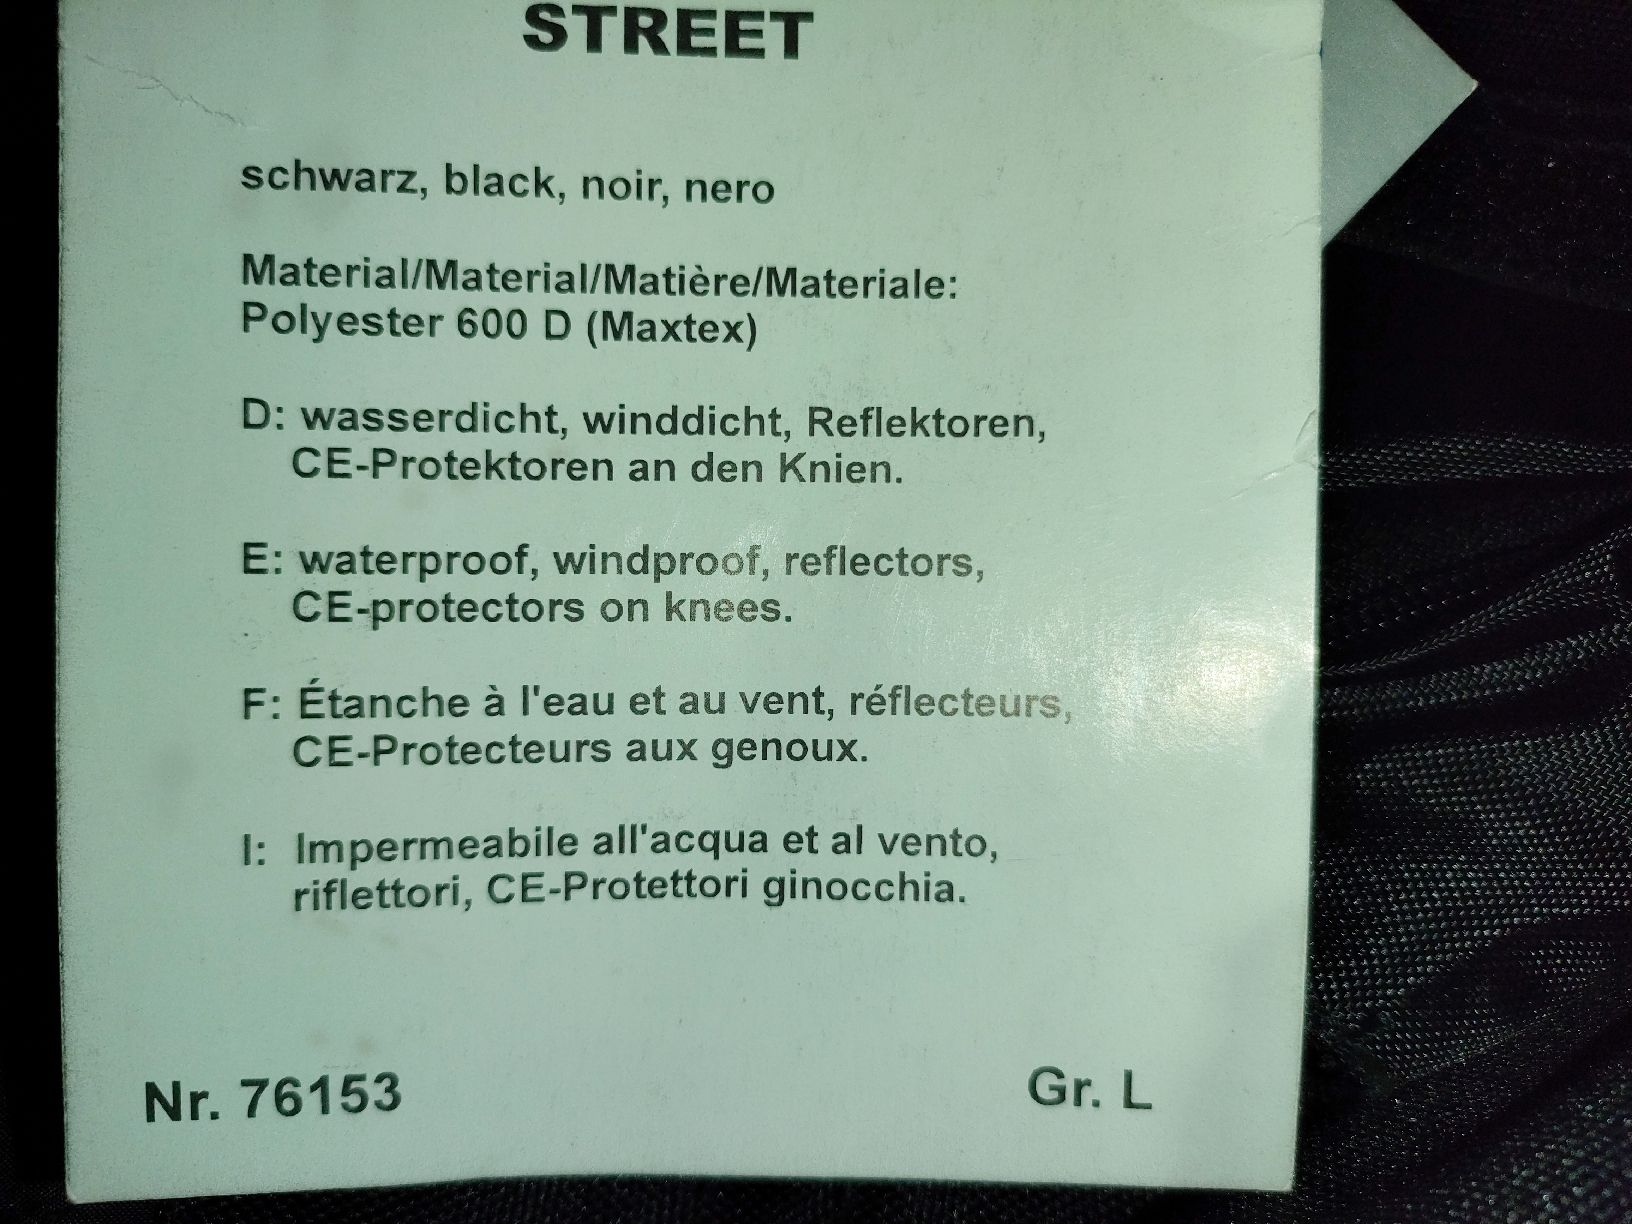 STREET
schwarz, black, noir, nero
Material/Material/Matière/Materiale:
Polyester 600 D (Maxtex)
D: wasserdicht, winddicht, Reflektoren,
CE-Protektoren an den Knien.
E: waterproof, windproof, reflectors,
CE-protectors on knees.
F: Étanche à l'eau et au vent, réflecteurs,
CE-Protecteurs aux genoux.
I: Impermeabile all'acqua et al vento,
riflettori, CE-Protettori ginocchia.
Nr. 76153 Gr. L